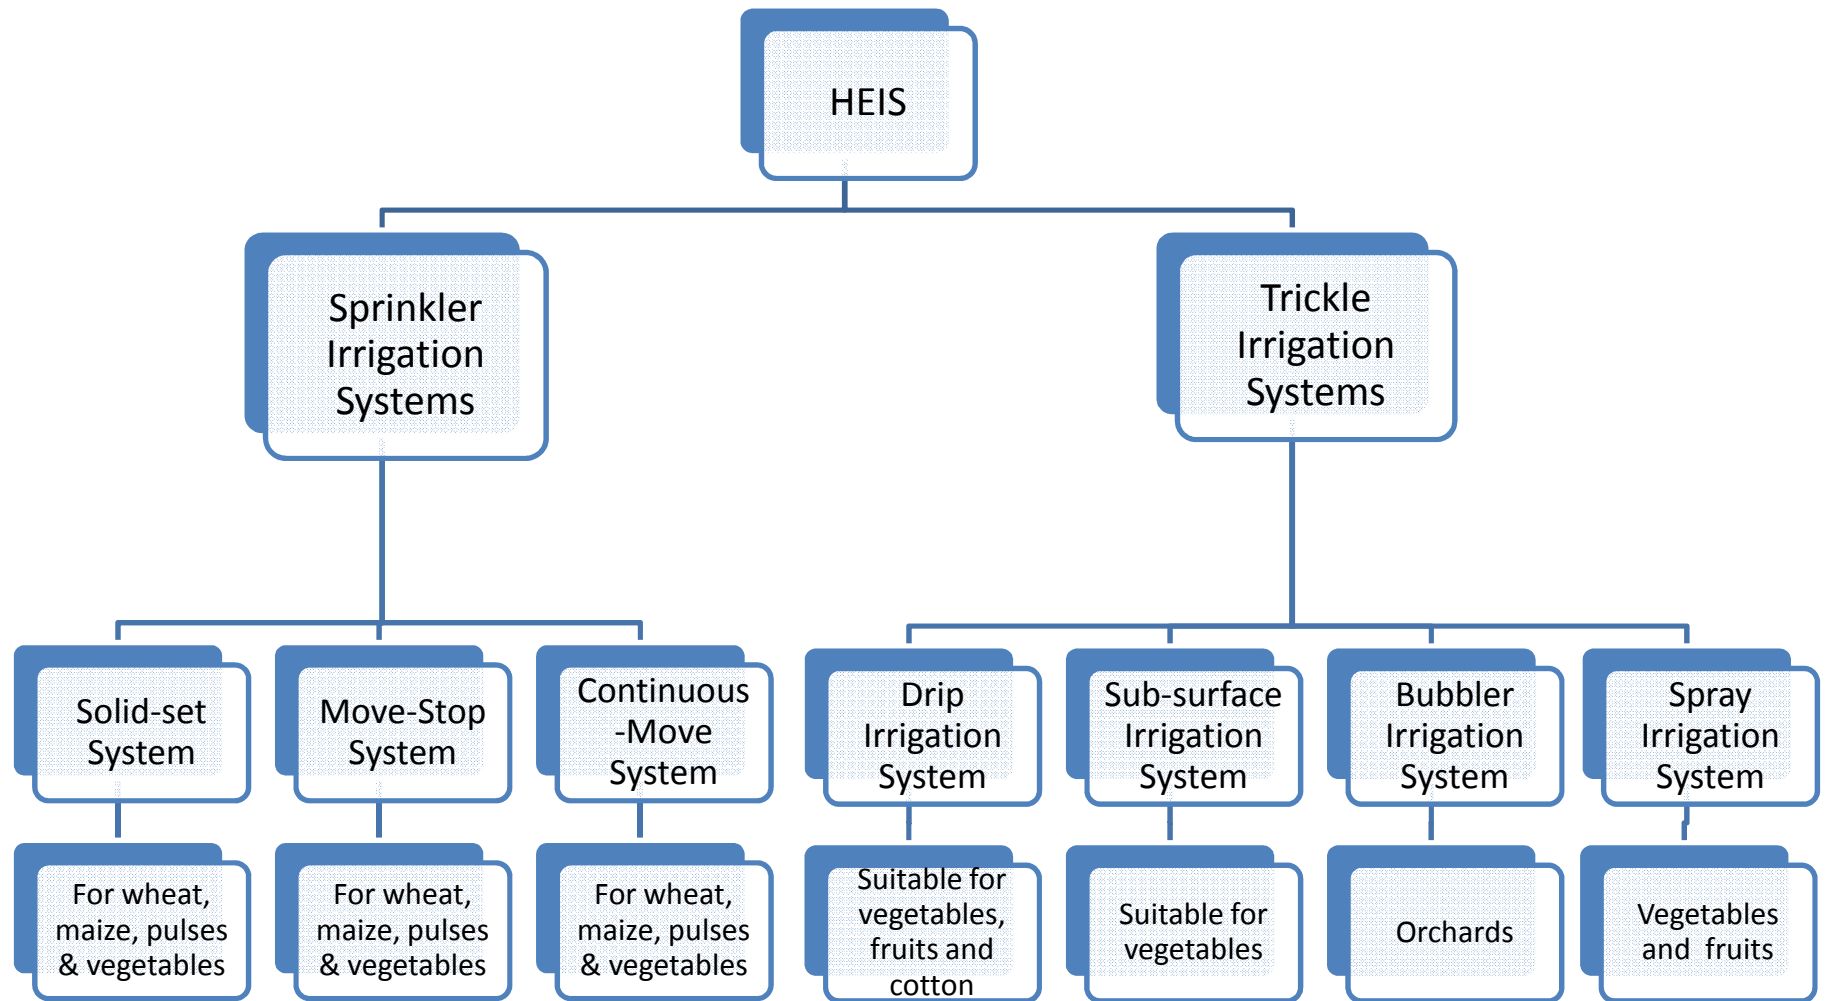 HEIS
Sprinkler
Irrigation
Systems
Trickle
Irrigation
Systems
Solid-set
System
Move-Stop
System
Continuous
-Move
System
Drip
Irrigation
System
Sub-surface
Irrigation
System
Bubbler
Irrigation
System
Spray
Irrigation
System
For wheat,
maize, pulses
& vegetables
For wheat,
maize, pulses
& vegetables
For wheat,
maize, pulses
& vegetables
Suitable for
vegetables,
fruits and
cotton
Suitable for
vegetables
Orchards
Vegetables
and fruits